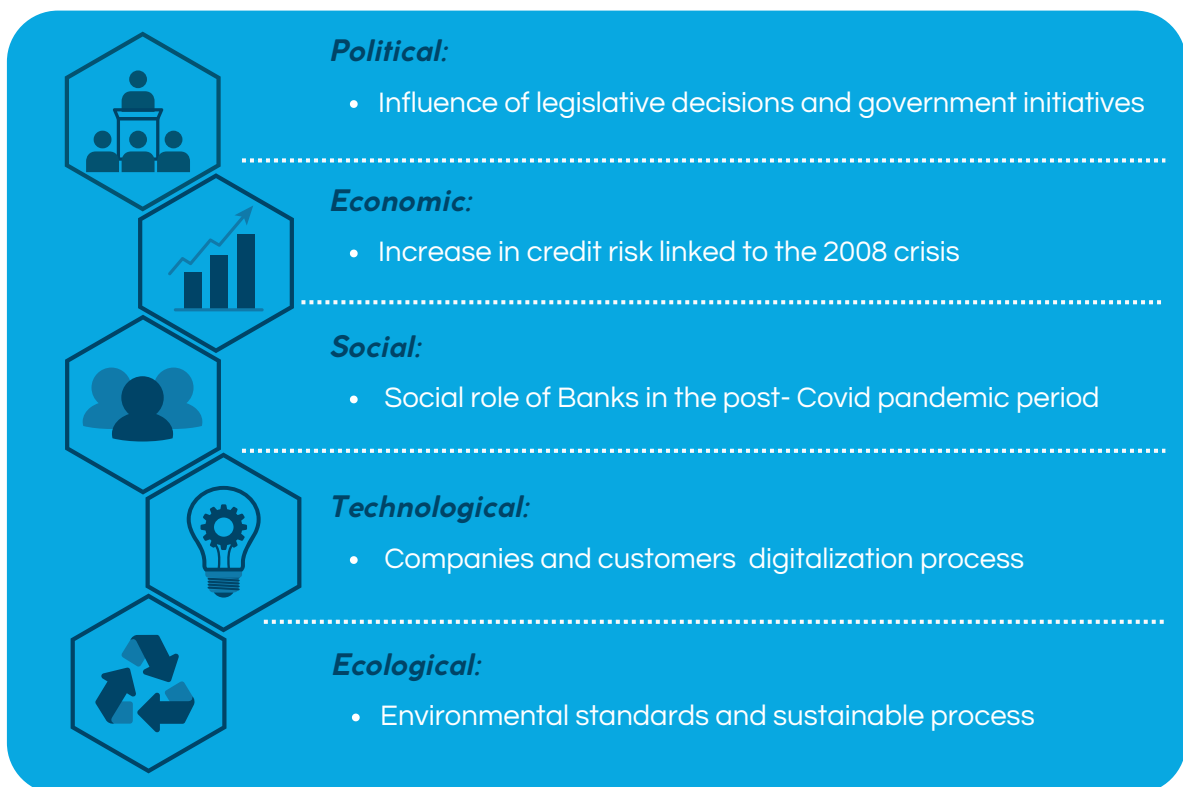 Political:
• Influence of legislative decisions and government initiatives
Economic:
• Increase in credit risk linked to the 2008 crisis
Social:
• Social role of Banks in the post- Covid pandemic period
Technological:
• Companies and customers digitalization process
Ecological:
• Environmental standards and sustainable process